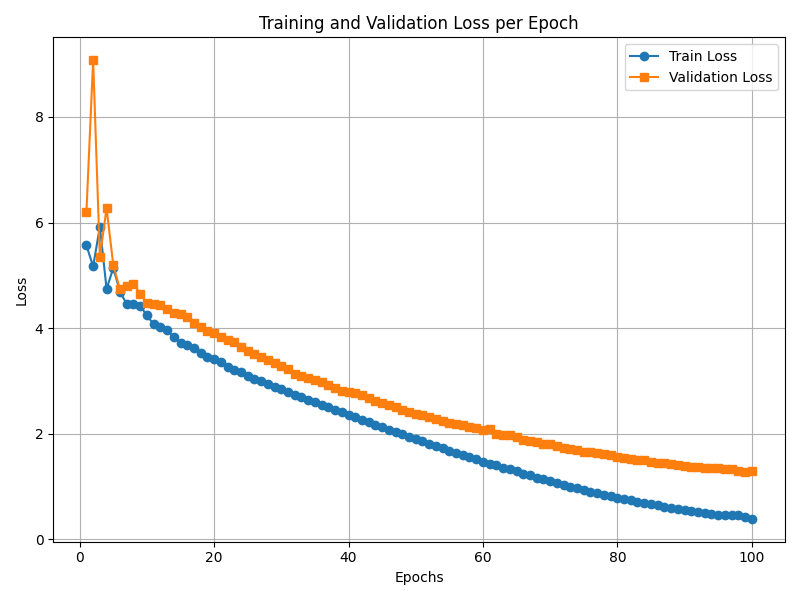 Training and Validation Loss per Epoch
Train Loss
Validation Loss
8
6
4
2
0
Loss
0 20 40 60 80 100
Epochs